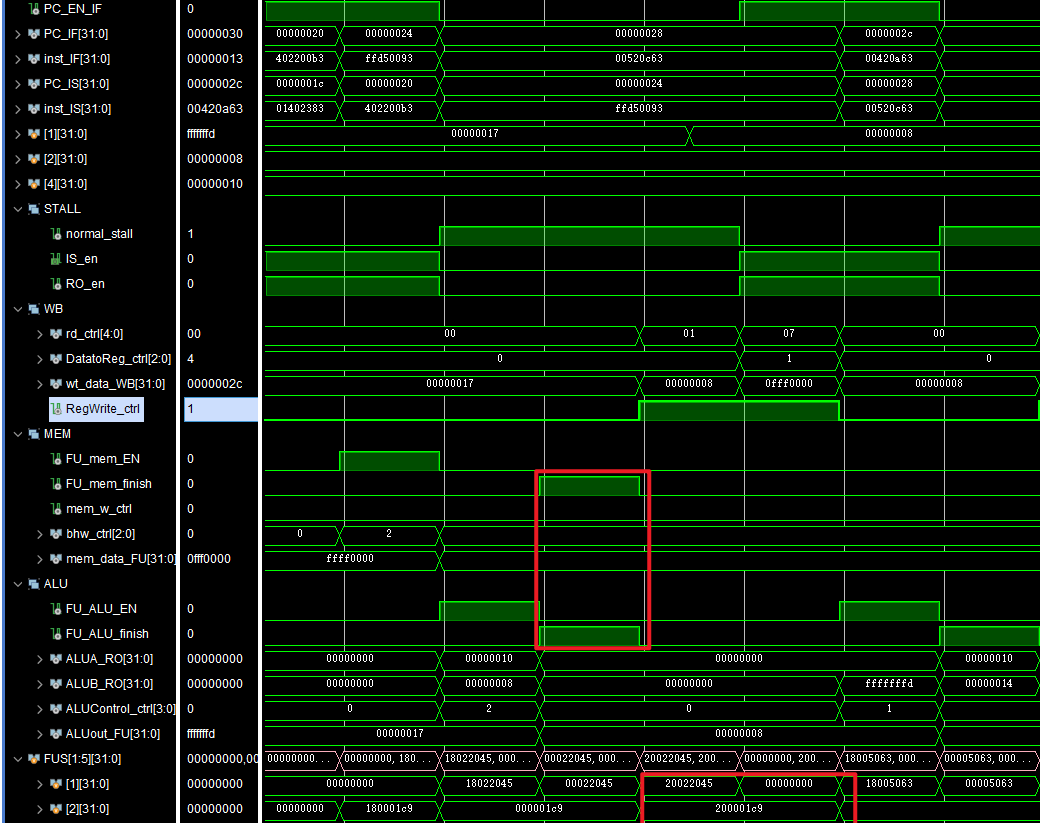 PC_EN_IF 0
PC_IF[31:0] 00000030 00000020 00000024 00000028 0000002c
inst_IF[31:0] 00000013 402200b3 ffd50093 00520c63 00420a63
PC_IS[31:0] 0000002c 0000001c 00000020 00000024 00000028
inst_IS[31:0] 00420a63 01402383 402200b3 ffd50093 00520c63
[1][31:0] fffffffd 00000017 00000008
[2][31:0] 00000008
[4][31:0] 00000010
STALL
normal_stall 1
IS_en 0
RO_en 0
WB
rd_ctrl[4:0] 00 00 01 07 00
DatatoReg_ctrl[2:0] 4 0 1 0
wt_data_WB[31:0] 0000002c 00000017 00000008 0fff0000 00000008
RegWrite_ctrl 1
MEM
FU_mem_EN 0
FU_mem_finish 0
mem_w_ctrl 0
bhw_ctrl[2:0] 0 0 2
mem_data_FU[31:0] 0fff0000 ffff0000
ALU
FU_ALU_EN 0
FU_ALU_finish 0
ALUA_RO[31:0] 00000000 00000000 00000010 00000000 00000010
ALUB_RO[31:0] 00000000 00000000 00000008 00000000 fffffffd 00000014
ALUControl_ctrl[3:0] 0 0 2 0 1
ALUout_FU[31:0] fffffffd 00000017 00000008
FUS[1:5][31:0] 00000000,00 00000000... 00000000, 180... 18022045, 000... 00022045, 000... 20022045, 200... 00000000, 200... 18005063, 000... 00005063, 000...
[1][31:0] 00000000 00000000 18022045 00022045 20022045 00000000 18005063 00005063
[2][31:0] 00000000 00000000 180001c9 000001c9 200001c9